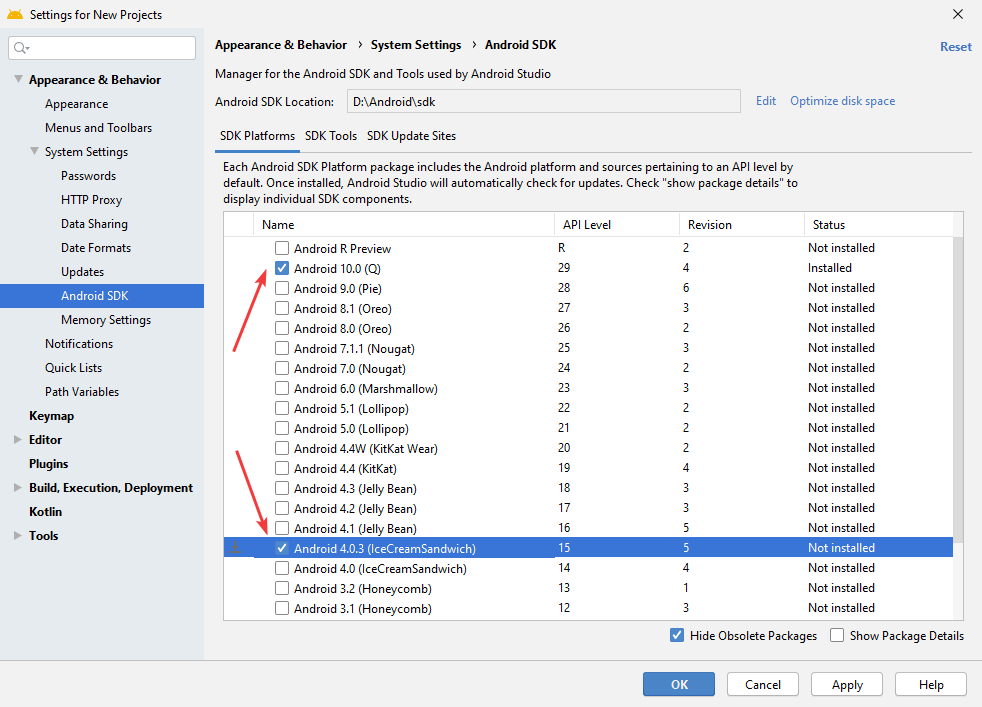 Settings for New Projects
Appearance & Behavior › System Settings › Android SDK
Reset
Manager for the Android SDK and Tools used by Android Studio
Android SDK Location: D:\Android\sdk Edit Optimize disk space
SDK Platforms SDK Tools SDK Update Sites
Each Android SDK Platform package includes the Android platform and sources pertaining to an API level by
default. Once installed, Android Studio will automatically check for updates. Check "show package details" to
display individual SDK components.
Appearance & Behavior
Appearance
Menus and Toolbars
System Settings
Passwords
HTTP Proxy
Data Sharing
Date Formats
Updates
Android SDK
Memory Settings
Notifications
Quick Lists
Path Variables
Keymap
Editor
Plugins
Build, Execution, Deployment
Kotlin
Tools
Name API Level Revision Status
Android R Preview R 2 Not installed
Android 10.0 (Q) 29 4 Installed
Android 9.0 (Pie) 28 6 Not installed
Android 8.1 (Oreo) 27 3 Not installed
Android 8.0 (Oreo) 26 2 Not installed
Android 7.1.1 (Nougat) 25 3 Not installed
Android 7.0 (Nougat) 24 2 Not installed
Android 6.0 (Marshmallow) 23 3 Not installed
Android 5.1 (Lollipop) 22 2 Not installed
Android 5.0 (Lollipop) 21 2 Not installed
Android 4.4W (KitKat Wear) 20 2 Not installed
Android 4.4 (KitKat) 19 4 Not installed
Android 4.3 (Jelly Bean) 18 3 Not installed
Android 4.2 (Jelly Bean) 17 3 Not installed
Android 4.1 (Jelly Bean) 16 5 Not installed
Android 4.0.3 (IceCreamSandwich) 15 5 Not installed
Android 4.0 (IceCreamSandwich) 14 4 Not installed
Android 3.2 (Honeycomb) 13 1 Not installed
Android 3.1 (Honeycomb) 12 3 Not installed
Hide Obsolete Packages Show Package Details
OK Cancel Apply Help